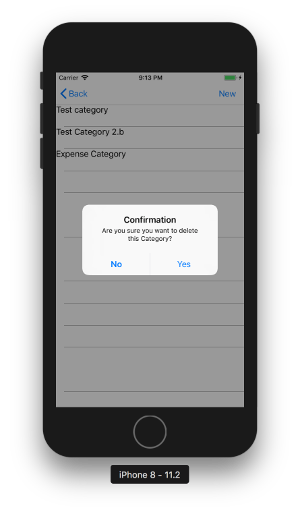 Carrier 9:13 PM
Back New
Test category
Test Category 2.b
Expense Category
Confirmation
Are you sure you want to delete
this Category?
No Yes
iPhone 8 - 11.2